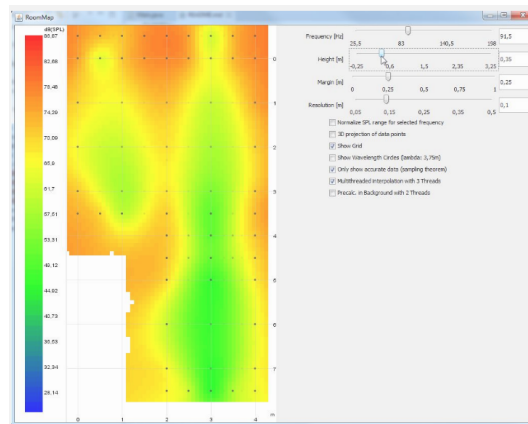 RoomMap
dB(SPL)
86,87
82,66
78,46
74,26
70,09
65,9
61,7
57,51
53,31
49,12
44,92
40,73
36,53
32,34
28,14
0
1
2
3
4
5
6
7
m
0 1 2 3 4
Frequency [Hz] 91,5
25,5 83 140,5 198
Height [m] 0,35
-0,25 0,6 1,5 2,35 3,25
Margin [m] 0,25
0 0,25 0,5 0,75 1
Resolution [m] 0,1
0,05 0,15 0,25 0,35 0,5
Normalize SPL range for selected frequency
3D projection of data points
Show Grid
Show Wavelength Circles (lambda: 3,75m)
Only show accurate data (sampling theorem)
Multithreaded Interpolation with 3 Threads
Precalc. in Background with 2 Threads